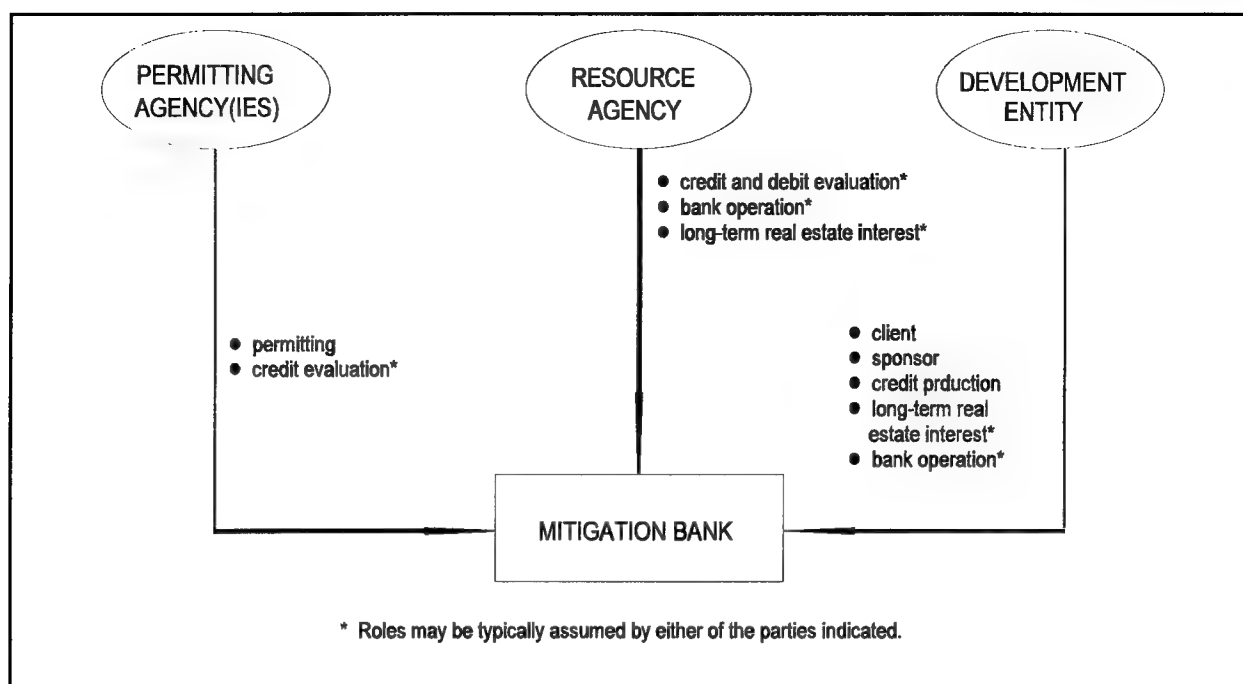 PERMITTING
AGENCY(IES)
RESOURCE
AGENCY
DEVELOPMENT
ENTITY
● credit and debit evaluation*
● bank operation*
● long-term real estate interest*
● permitting
● credit evaluation*
● client
● sponsor
● credit prduction
● long-term real
estate interest*
● bank operation*
MITIGATION BANK
* Roles may be typically assumed by either of the parties indicated.